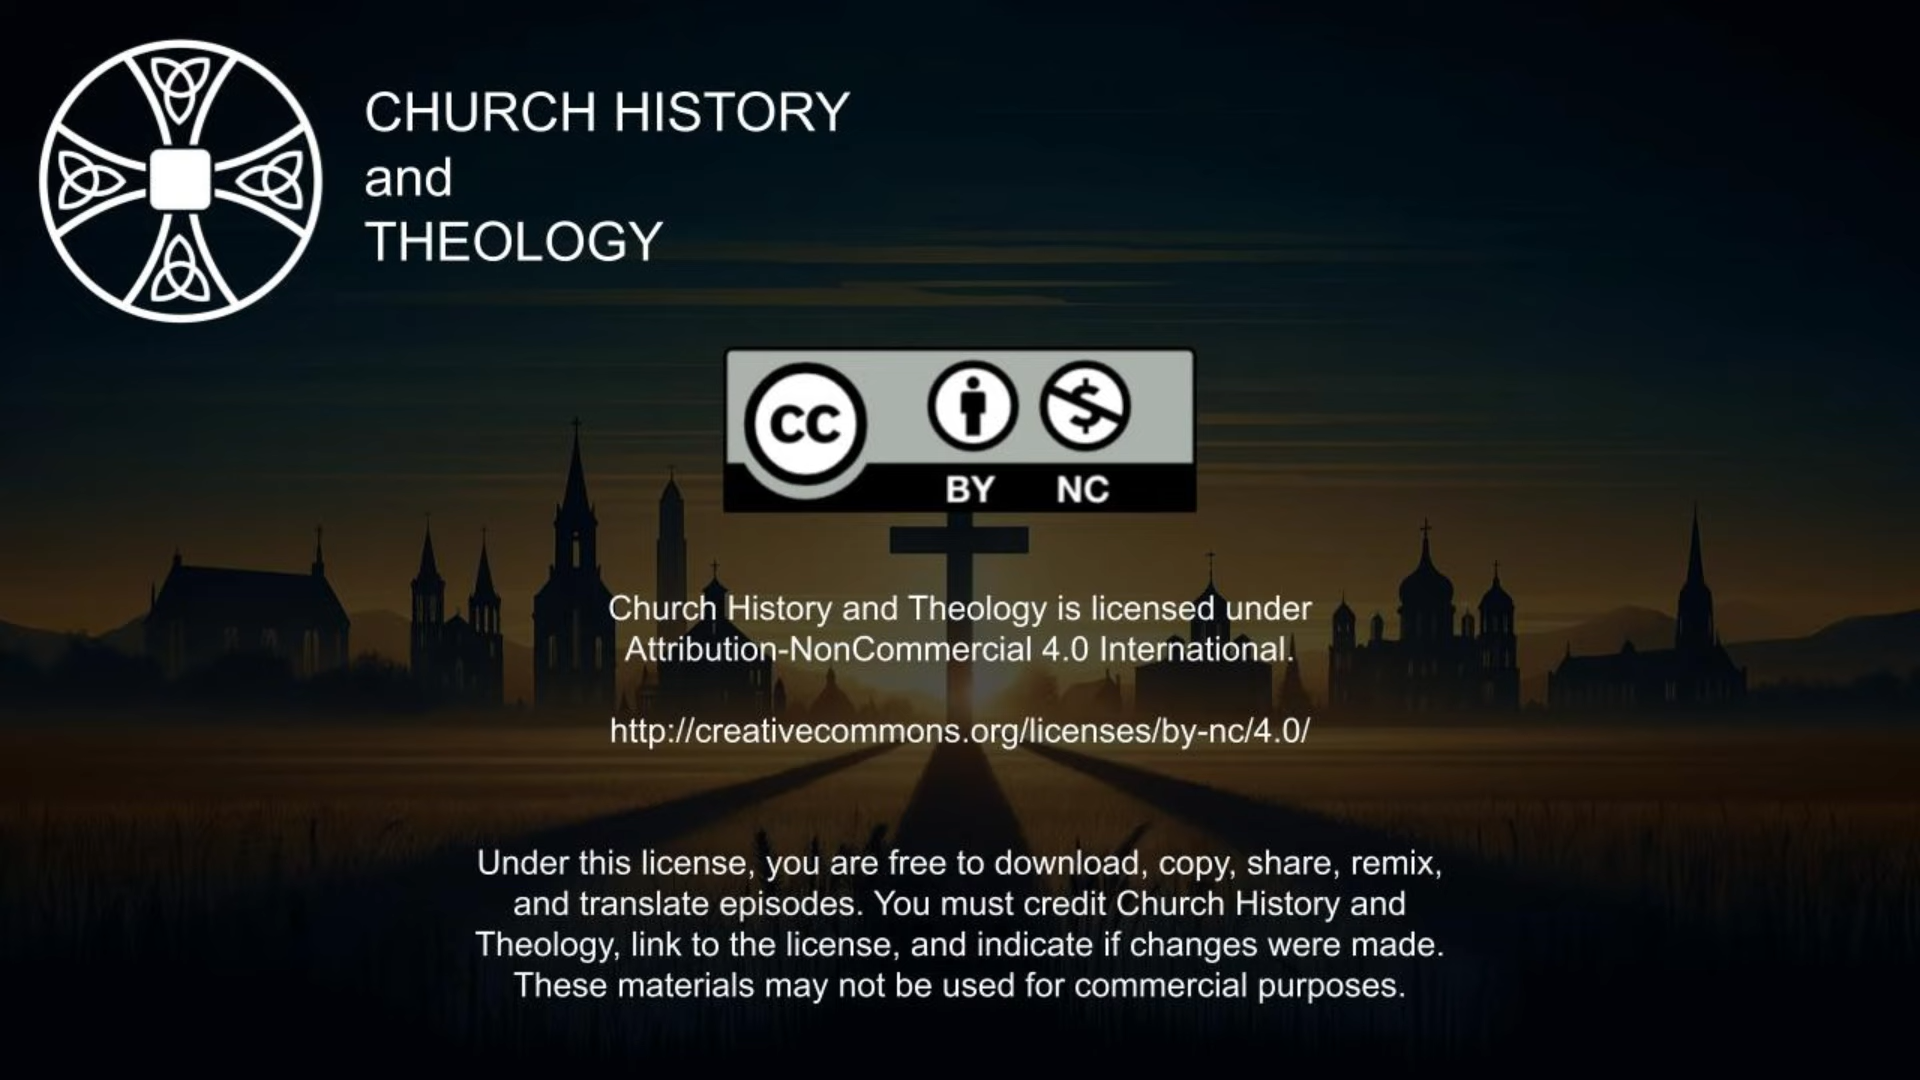 CHURCH HISTORY
and
THEOLOGY
CC
BY NC
Church History and Theology is licensed under
Attribution-NonCommercial 4.0 International.
http://creativecommons.org/licenses/by-nc/4.0/
Under this license, you are free to download, copy, share, remix,
and translate episodes. You must credit Church History and
Theology, link to the license, and indicate if changes were made.
These materials may not be used for commercial purposes.